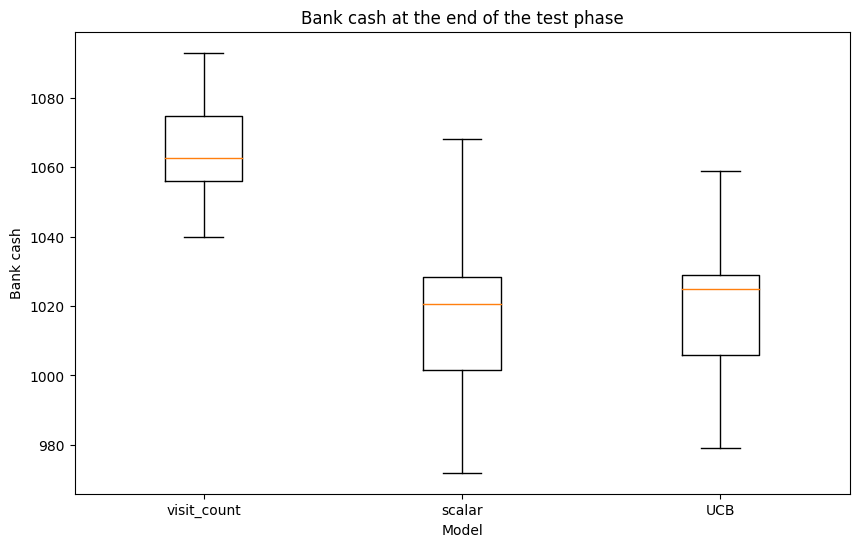 Bank cash at the end of the test phase
Bank cash
1080
1060
1040
1020
1000
980
visit_count
scalar
UCB
Model